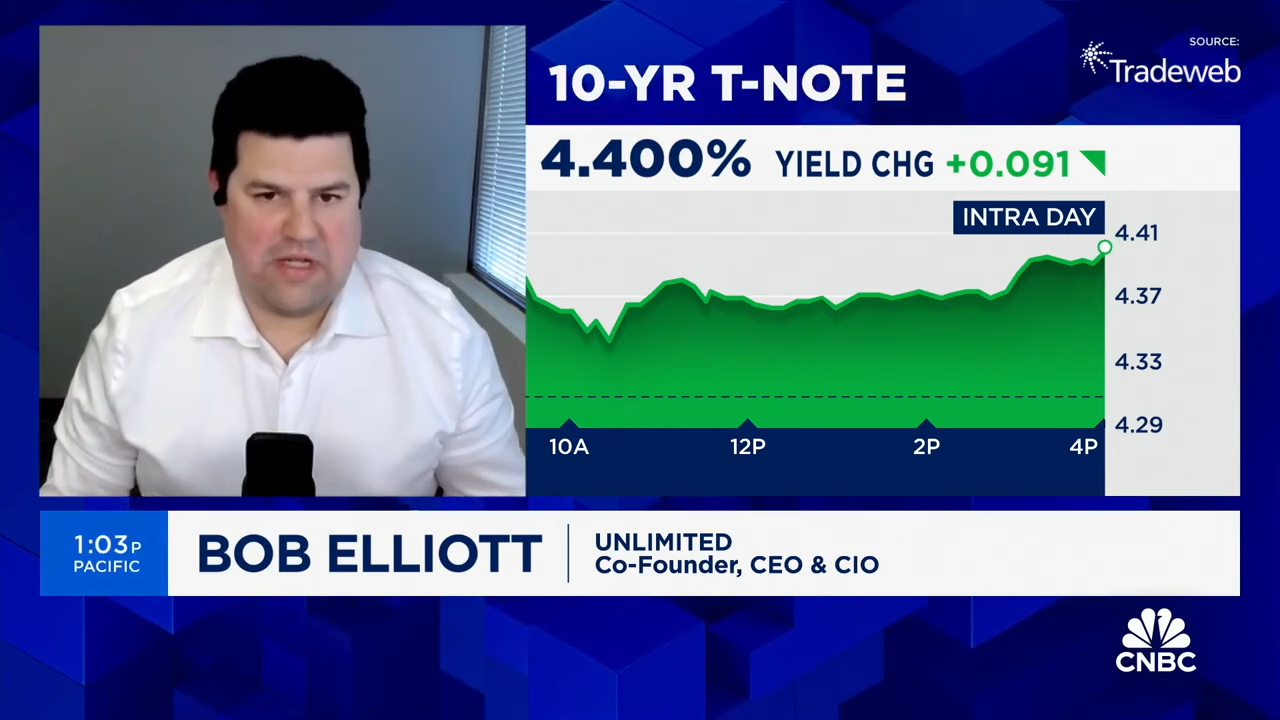 SOURCE:
Tradeweb
10-YR T-NOTE
4.400% YIELD CHG +0.091
INTRA DAY
4.41
4.37
4.33
4.29
10A 12P 2P 4P
1:03P
PACIFIC
BOB ELLIOTT
UNLIMITED
Co-Founder, CEO & CIO
CNBC